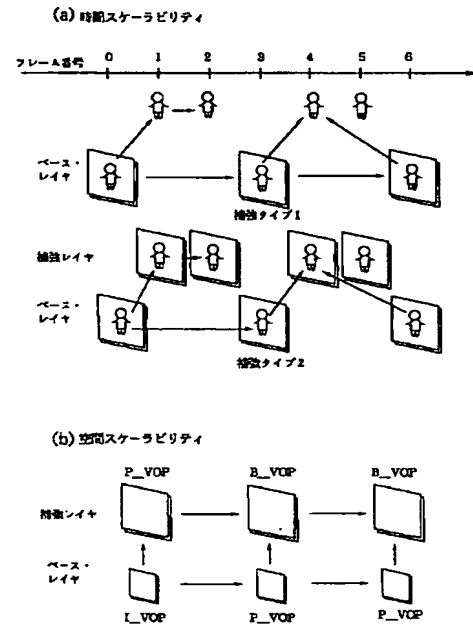 (a) 時間スケーラビリティ
フレーム番号
0 1 2 3 4 5 6
ベース・
レイヤ
補強タイプ1
補強レイヤ
ベース・
レイヤ
補強タイプ2
(b) 空間スケーラビリティ
P_VOP B_VOP B_VOP
補強レイヤ
ベース・
レイヤ
I_VOP P_VOP P_VOP